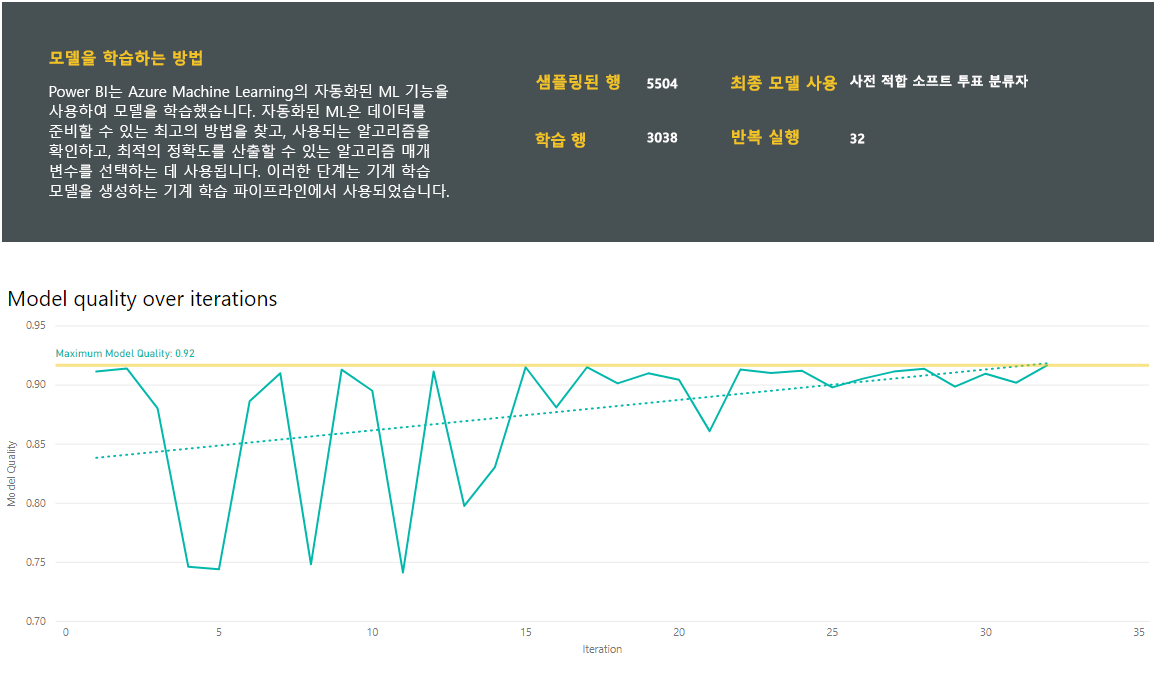 모델을 학습하는 방법
Power BI는 Azure Machine Learning의 자동화된 ML 기능을
사용하여 모델을 학습했습니다. 자동화된 ML은 데이터를
준비할 수 있는 최고의 방법을 찾고, 사용되는 알고리즘을
확인하고, 최적의 정확도를 산출할 수 있는 알고리즘 매개
변수를 선택하는 데 사용됩니다. 이러한 단계는 기계 학습
모델을 생성하는 기계 학습 파이프라인에서 사용되었습니다.
샘플링된 행 5504
최종 모델 사용 사전 적합 소프트 투표 분류자
학습 행 3038
반복 실행 32
Model quality over iterations
0.95
Maximum Model Quality: 0.92
0.90
0.85
0.80
0.75
0.70
Model Quality
0 5 10 15 20 25 30 35
Iteration